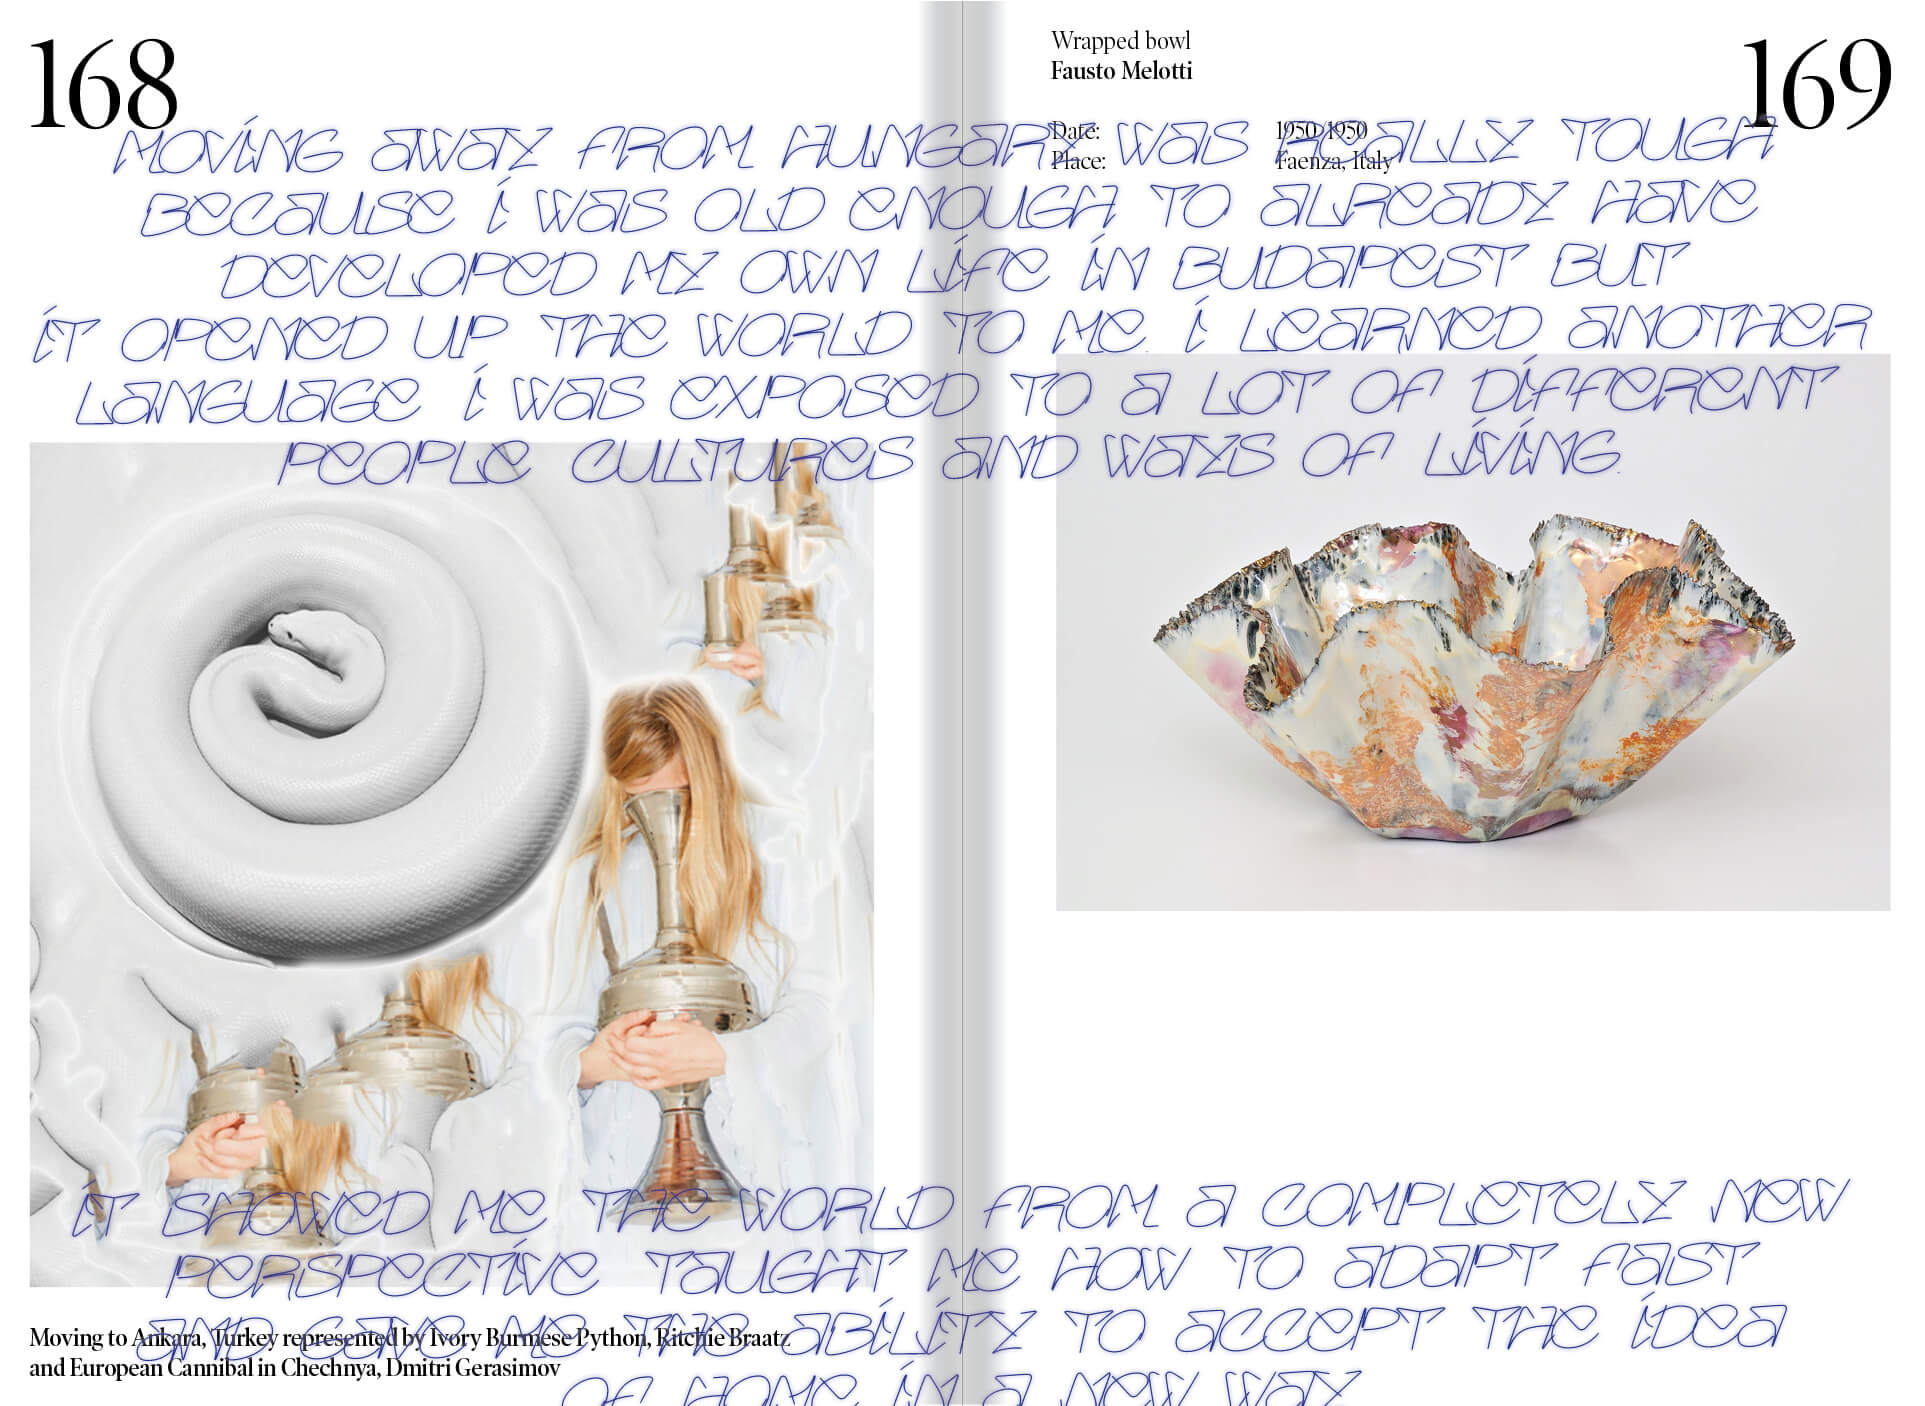 168
Wrapped bowl
Fausto Melotti
169
Date: 1950/1950
Place: Faenza, Italy
MOVING AWAY FROM HUNGARY WAS REALLY TOUGH
BECAUSE I WAS OLD ENOUGH TO ALREADY HAVE
DEVELOPED MY OWN LIFE IN BUDAPEST BUT
IT OPENED UP THE WORLD TO ME. I LEARNED ANOTHER
LANGUAGE I WAS EXPOSED TO A LOT OF DIFFERENT
PEOPLE CULTURES AND WAYS OF LIVING.
IT SHOWED ME THE WORLD FROM A COMPLETELY NEW
PERSPECTIVE TAUGHT ME HOW TO ADAPT FAST
AND GAVE ME THE ABILITY TO ACCEPT THE IDEA
OF HOME IN A NEW WAY
Moving to Ankara, Turkey represented by Ivory Burmese Python, Ritchie Braatz
and European Cannibal in Chechnya, Dmitri Gerasimov